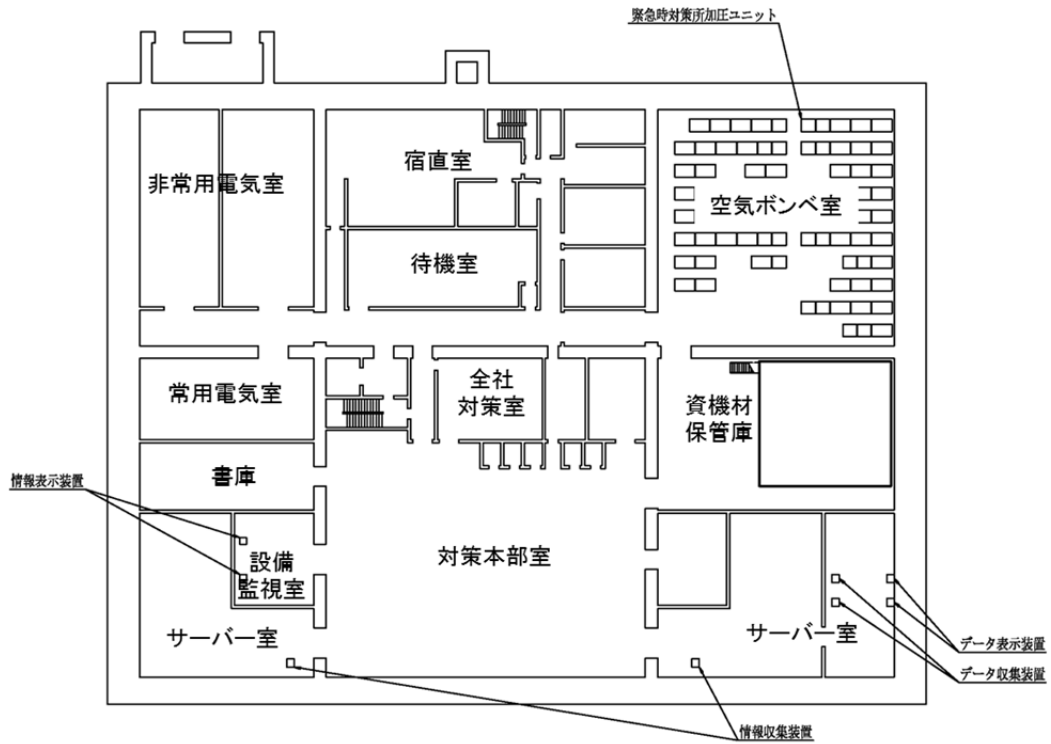 緊急時対策所加圧ユニット
宿直室
非常用電気室
空気ボンベ室
待機室
全社
対策室
常用電気室
資機材
保管庫
書庫
情報表示装置
対策本部室
設備
監視室
サーバー室
サーバー室
データ表示装置
データ収集装置
情報収集装置